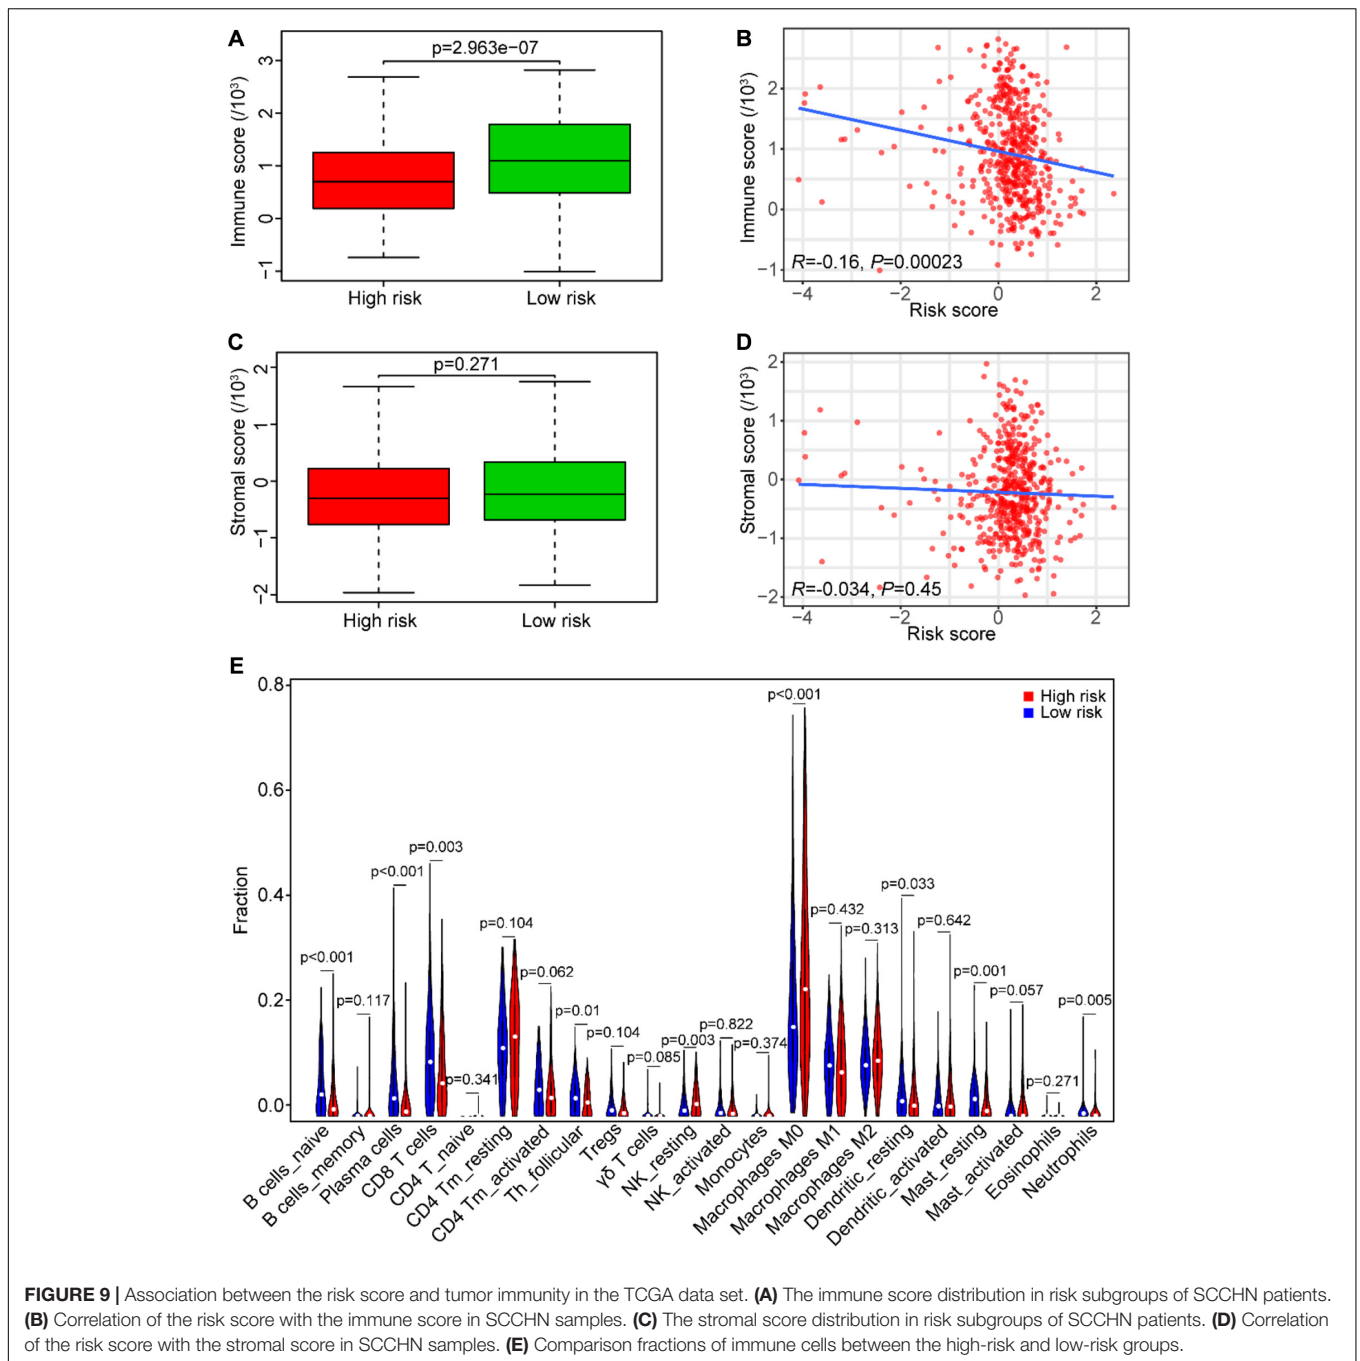 A
p=2.963e−07
Immune score (/10³)
3
2
1
0
−1
High risk
Low risk
B
Immune score (/10³)
2
1
0
−1
R=-0.16, P=0.00023
−4
−2
0
2
Risk score
C
p=0.271
Stromal score (/10³)
2
1
0
−1
−2
High risk
Low risk
D
Stromal score (/10³)
2
1
0
−1
−2
R=-0.034, P=0.45
−4
−2
0
2
Risk score
E
Fraction
0.8
0.6
0.4
0.2
0.0
High risk
Low risk
p<0.001
p=0.117
p<0.001
p=0.003
p=0.341
p=0.104
p=0.062
p=0.01
p=0.104
p=0.085
p=0.003
p=0.822
p=0.374
p<0.001
p=0.432
p=0.313
p=0.033
p=0.642
p=0.001
p=0.057
p=0.271
p=0.005
B cells_naive
B cells_memory
Plasma cells
CD8 T cells
CD4 T_naive
CD4 Tm_resting
CD4 Tm_activated
Th_follicular
Tregs
γδ T cells
NK_resting
NK_activated
Monocytes
Macrophages M0
Macrophages M1
Macrophages M2
Dendritic_resting
Dendritic_activated
Mast_resting
Mast_activated
Eosinophils
Neutrophils
FIGURE 9 | Association between the risk score and tumor immunity in the TCGA data set. (A) The immune score distribution in risk subgroups of SCCHN patients.
(B) Correlation of the risk score with the immune score in SCCHN samples. (C) The stromal score distribution in risk subgroups of SCCHN patients. (D) Correlation
of the risk score with the stromal score in SCCHN samples. (E) Comparison fractions of immune cells between the high-risk and low-risk groups.